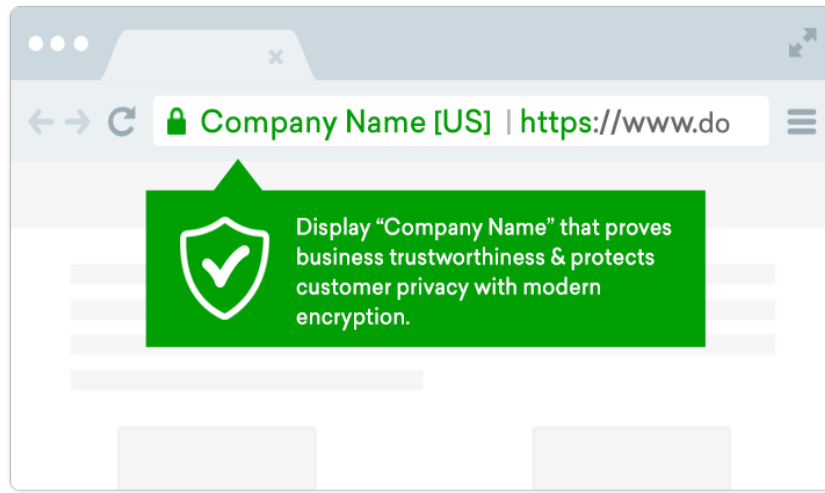 Company Name [US] | https://www.do
Display “Company Name” that proves
business trustworthiness & protects
customer privacy with modern
encryption.